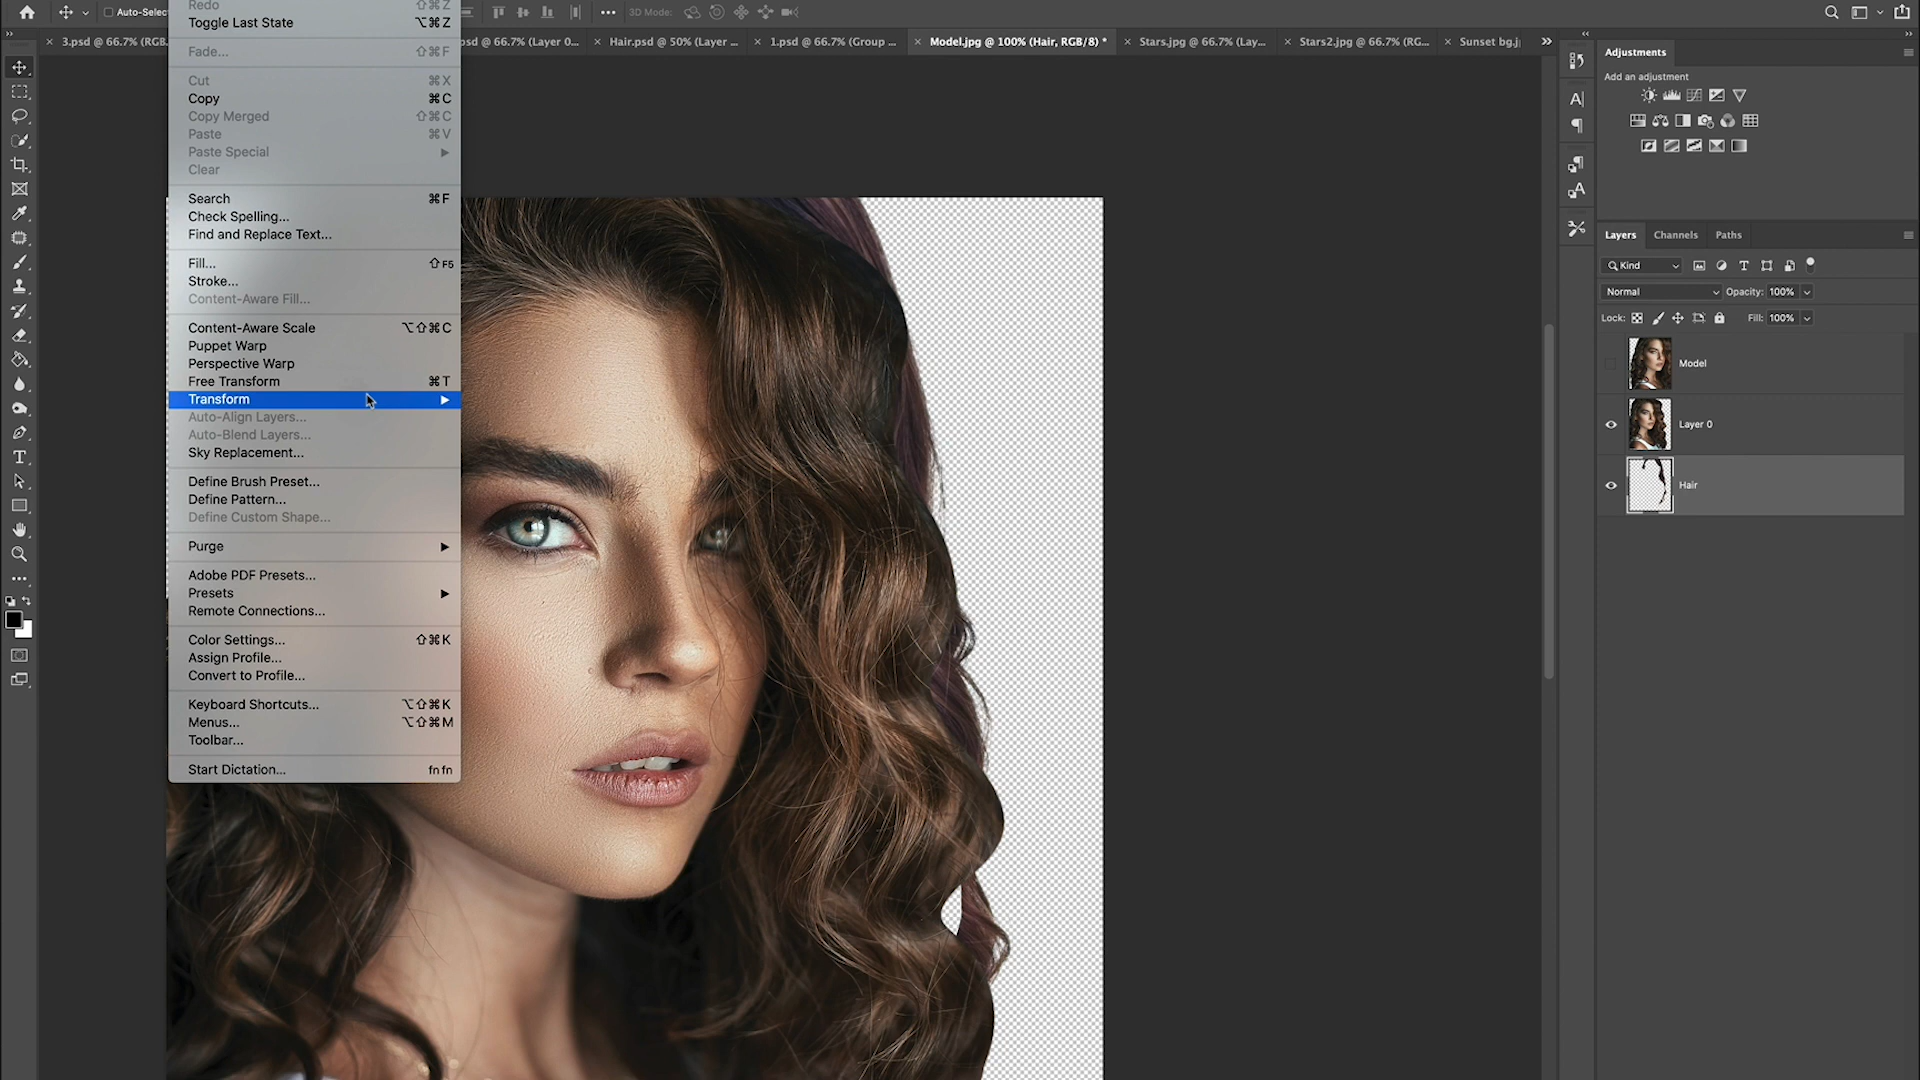 Auto-Select
3D Mode:
3.psd @ 66.7% (RGB.
psd @ 66.7% (Layer 0...
Hair.psd @ 50% (Layer ...
1.psd @ 66.7% (Group ...
Model.jpg @ 100% (Hair, RGB/8) *
Stars.jpg @ 66.7% (Lay...
Stars2.jpg @ 66.7% (RG...
Sunset bg.j
Redo ⇧⌘Z
Toggle Last State ⌥⌘Z
Fade... ⇧⌘F
Cut ⌘X
Copy ⌘C
Copy Merged ⇧⌘C
Paste ⌘V
Paste Special
Clear
Search ⌘F
Check Spelling...
Find and Replace Text...
Fill... ⇧F5
Stroke...
Content-Aware Fill...
Content-Aware Scale ⌥⇧⌘C
Puppet Warp
Perspective Warp
Free Transform ⌘T
Transform
Auto-Align Layers...
Auto-Blend Layers...
Sky Replacement...
Define Brush Preset...
Define Pattern...
Define Custom Shape...
Purge
Adobe PDF Presets...
Presets
Remote Connections...
Color Settings... ⇧⌘K
Assign Profile...
Convert to Profile...
Keyboard Shortcuts... ⌥⇧⌘K
Menus... ⌥⇧⌘M
Toolbar...
Start Dictation... fn fn
Adjustments
Add an adjustment
Layers Channels Paths
Kind
Normal Opacity: 100%
Lock: Fill: 100%
Model
Layer 0
Hair